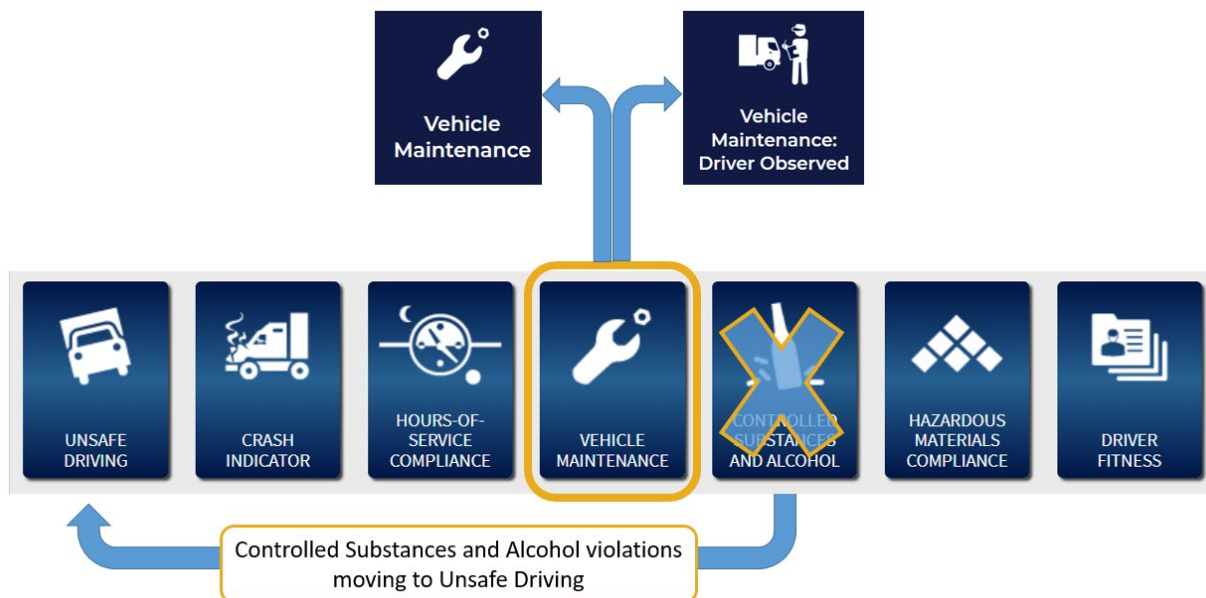 Vehicle
Maintenance
Vehicle
Maintenance:
Driver Observed
UNSAFE
DRIVING
CRASH
INDICATOR
HOURS-OF-
SERVICE
COMPLIANCE
VEHICLE
MAINTENANCE
CONTROLLED
SUBSTANCES
AND ALCOHOL
HAZARDOUS
MATERIALS
COMPLIANCE
DRIVER
FITNESS
Controlled Substances and Alcohol violations
moving to Unsafe Driving